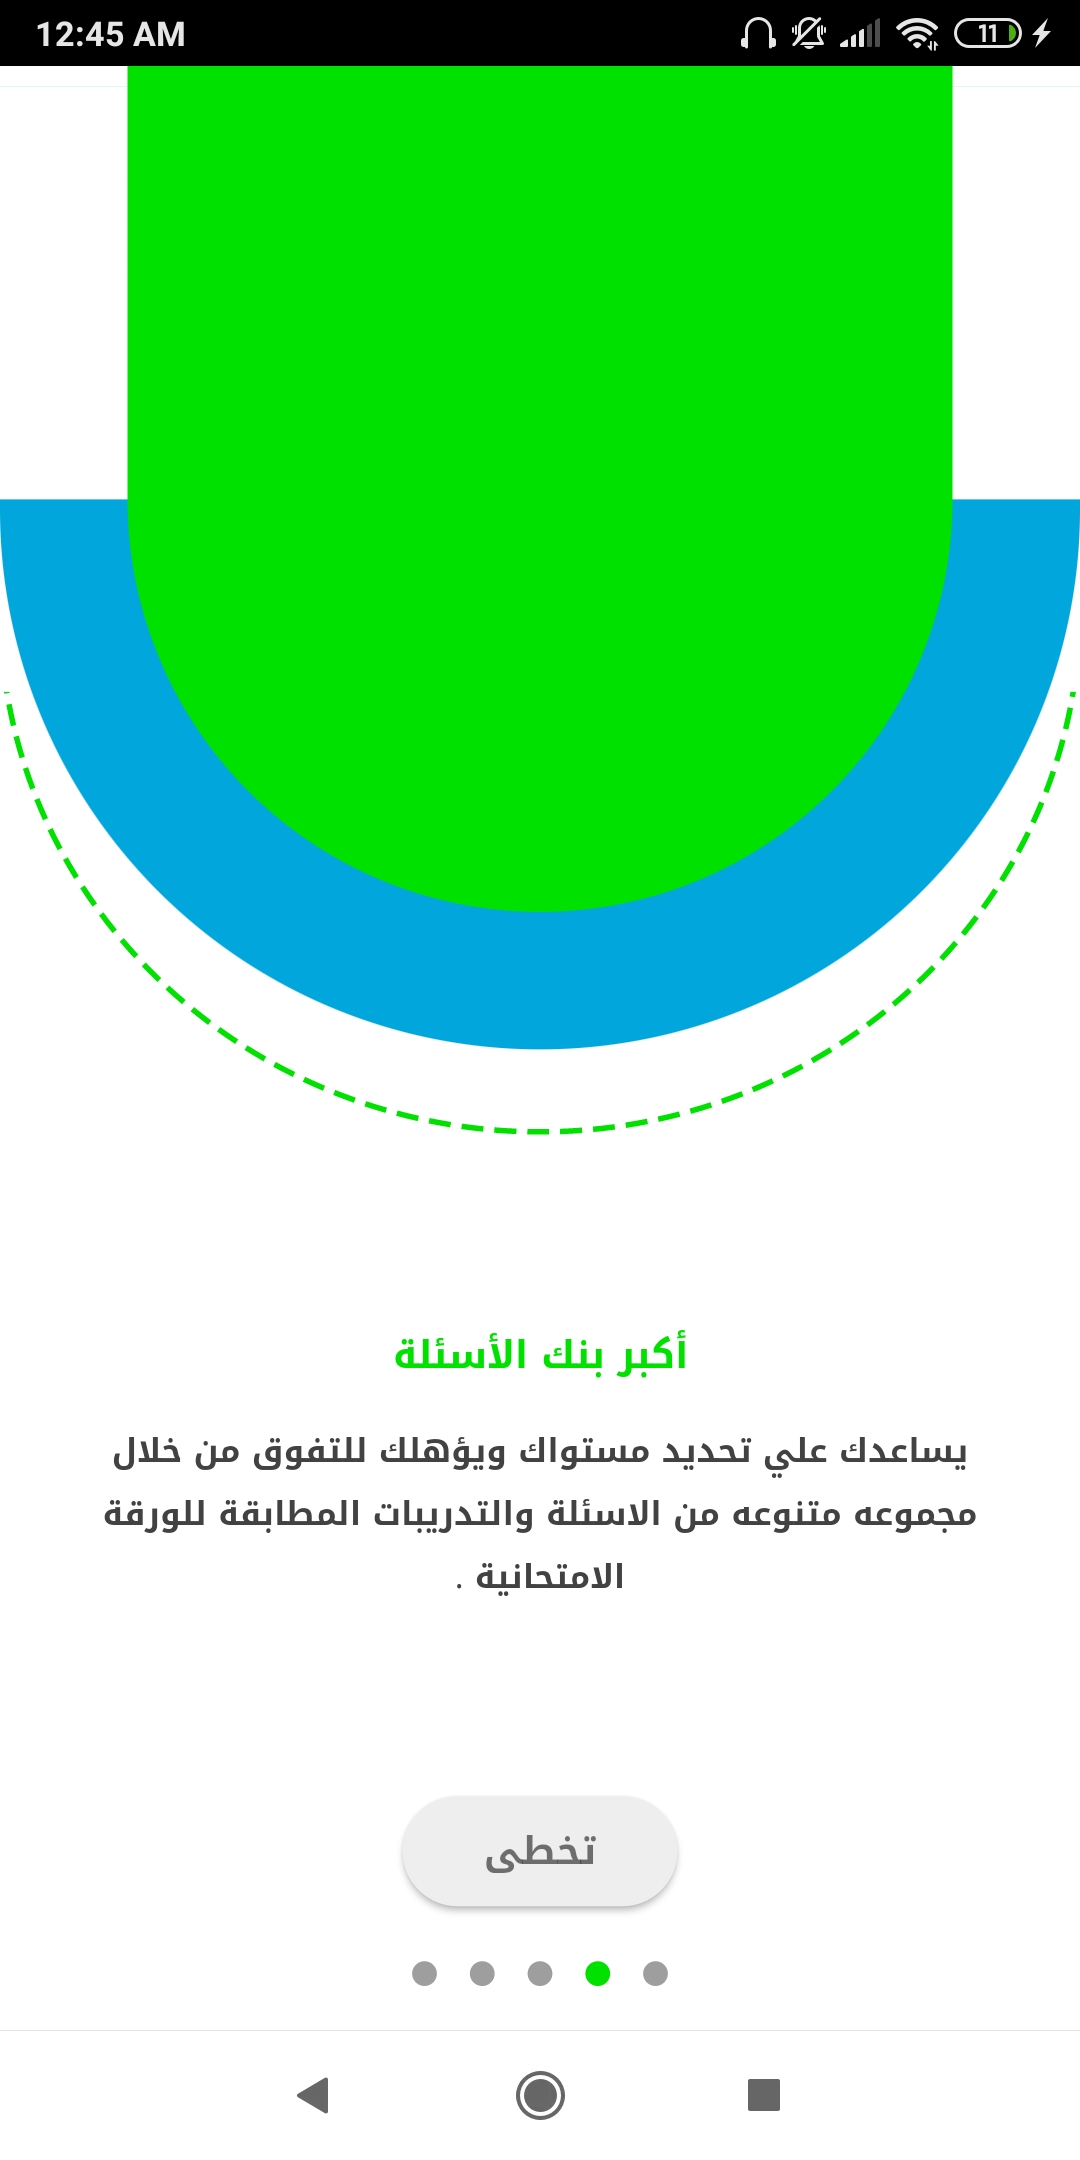 12:45 AM
11
أكبر بنك الأسئلة
يساعدك علي تحديد مستواك ويؤهلك للتفوق من خلال
مجموعه متنوعه من الاسئلة والتدريبات المطابقة للورقة
الامتحانية .
تخطى